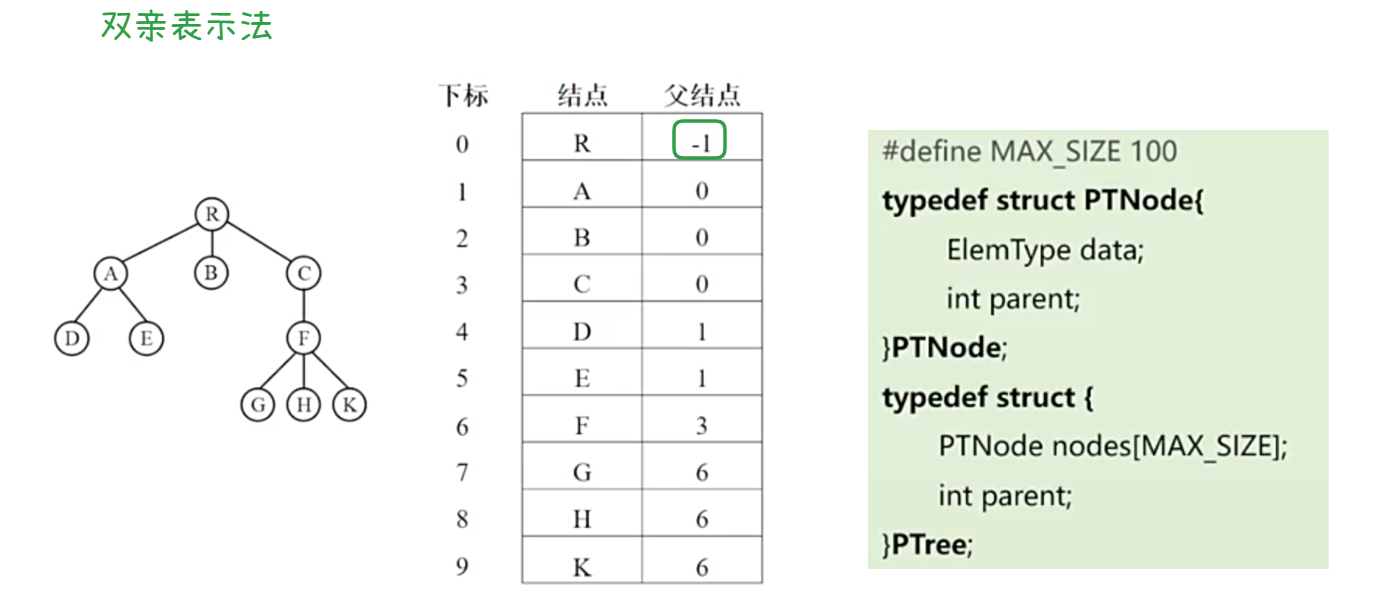 双亲表示法
下标 结点 父结点
0 R -1
1 A 0
2 B 0
3 C 0
4 D 1
5 E 1
6 F 3
7 G 6
8 H 6
9 K 6
R
A B C
D E F
G H K
#define MAX_SIZE 100
typedef struct PTNode{
ElemType data;
int parent;
}PTNode;
typedef struct {
PTNode nodes[MAX_SIZE];
int parent;
}PTree;